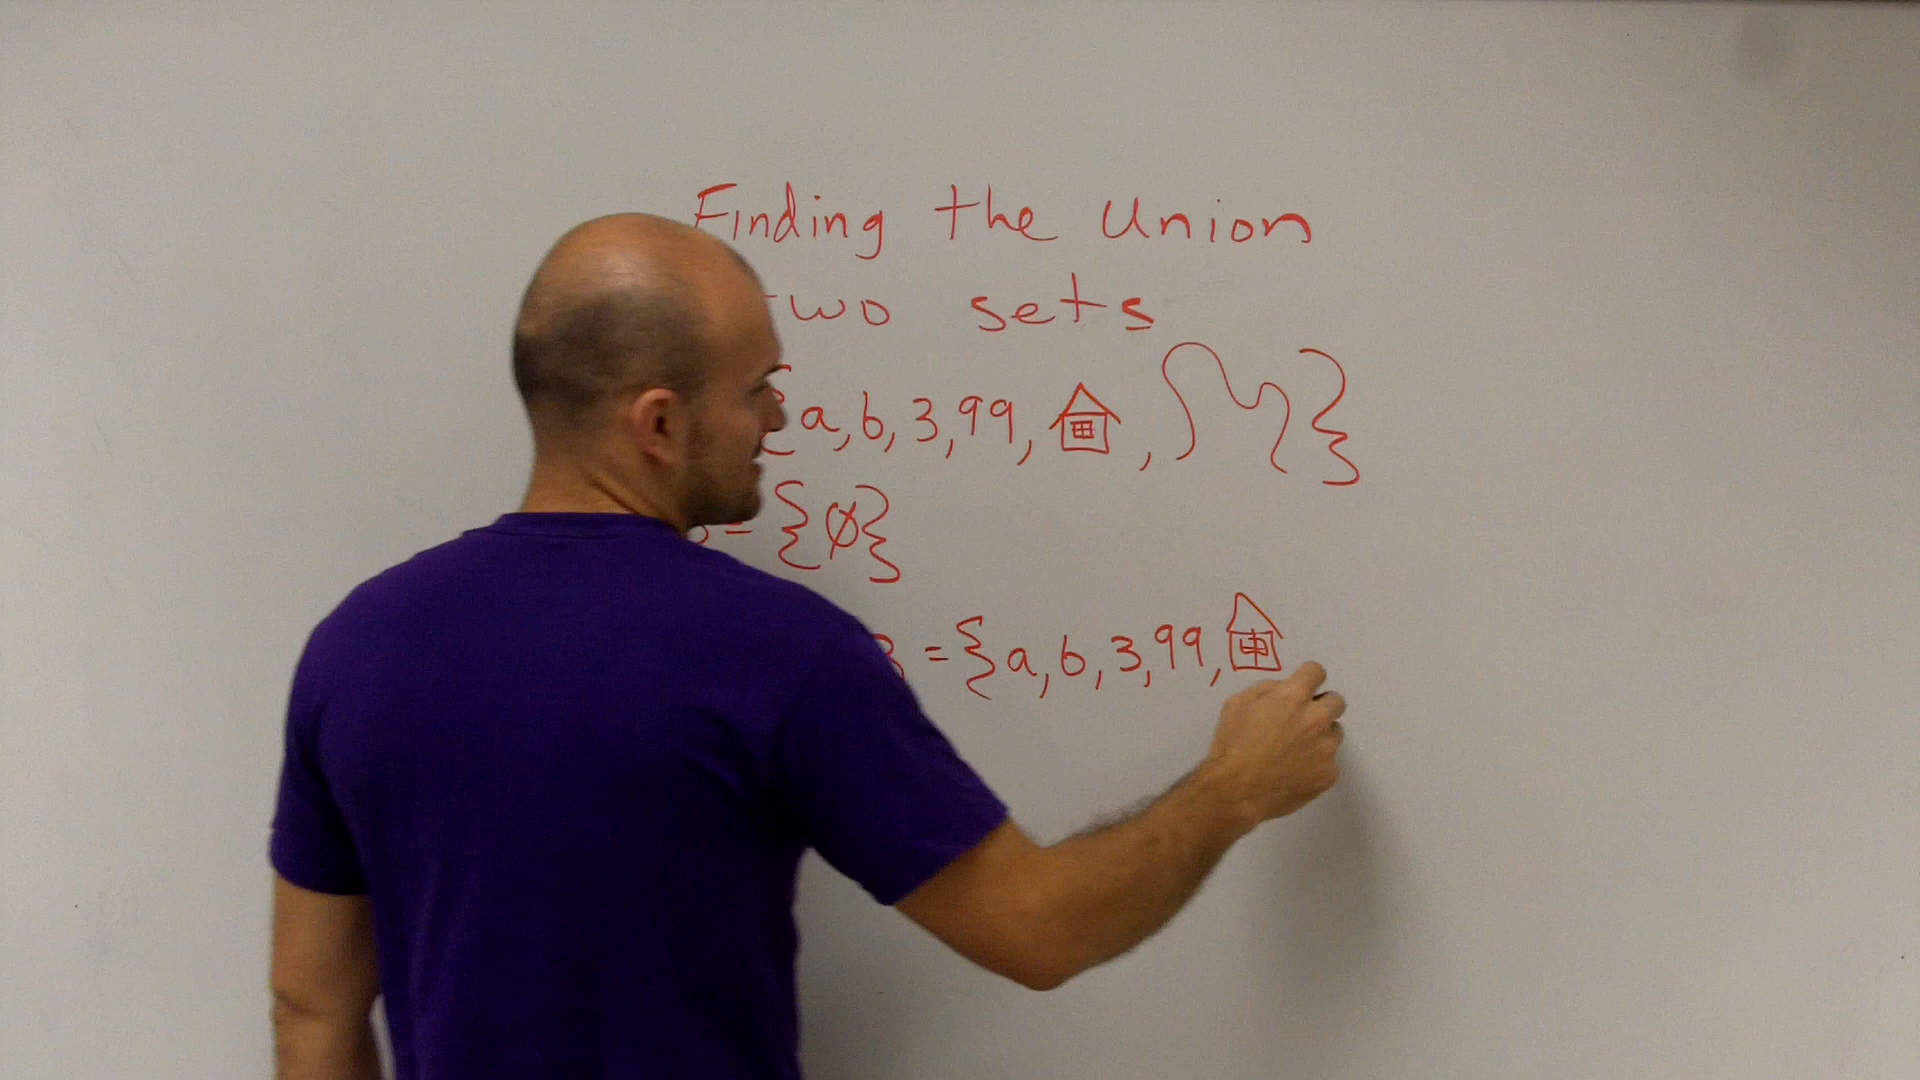 Finding the Union
two sets
{a, b, 3, 99, 
B = {∅}
B = {a, b, 3, 99,